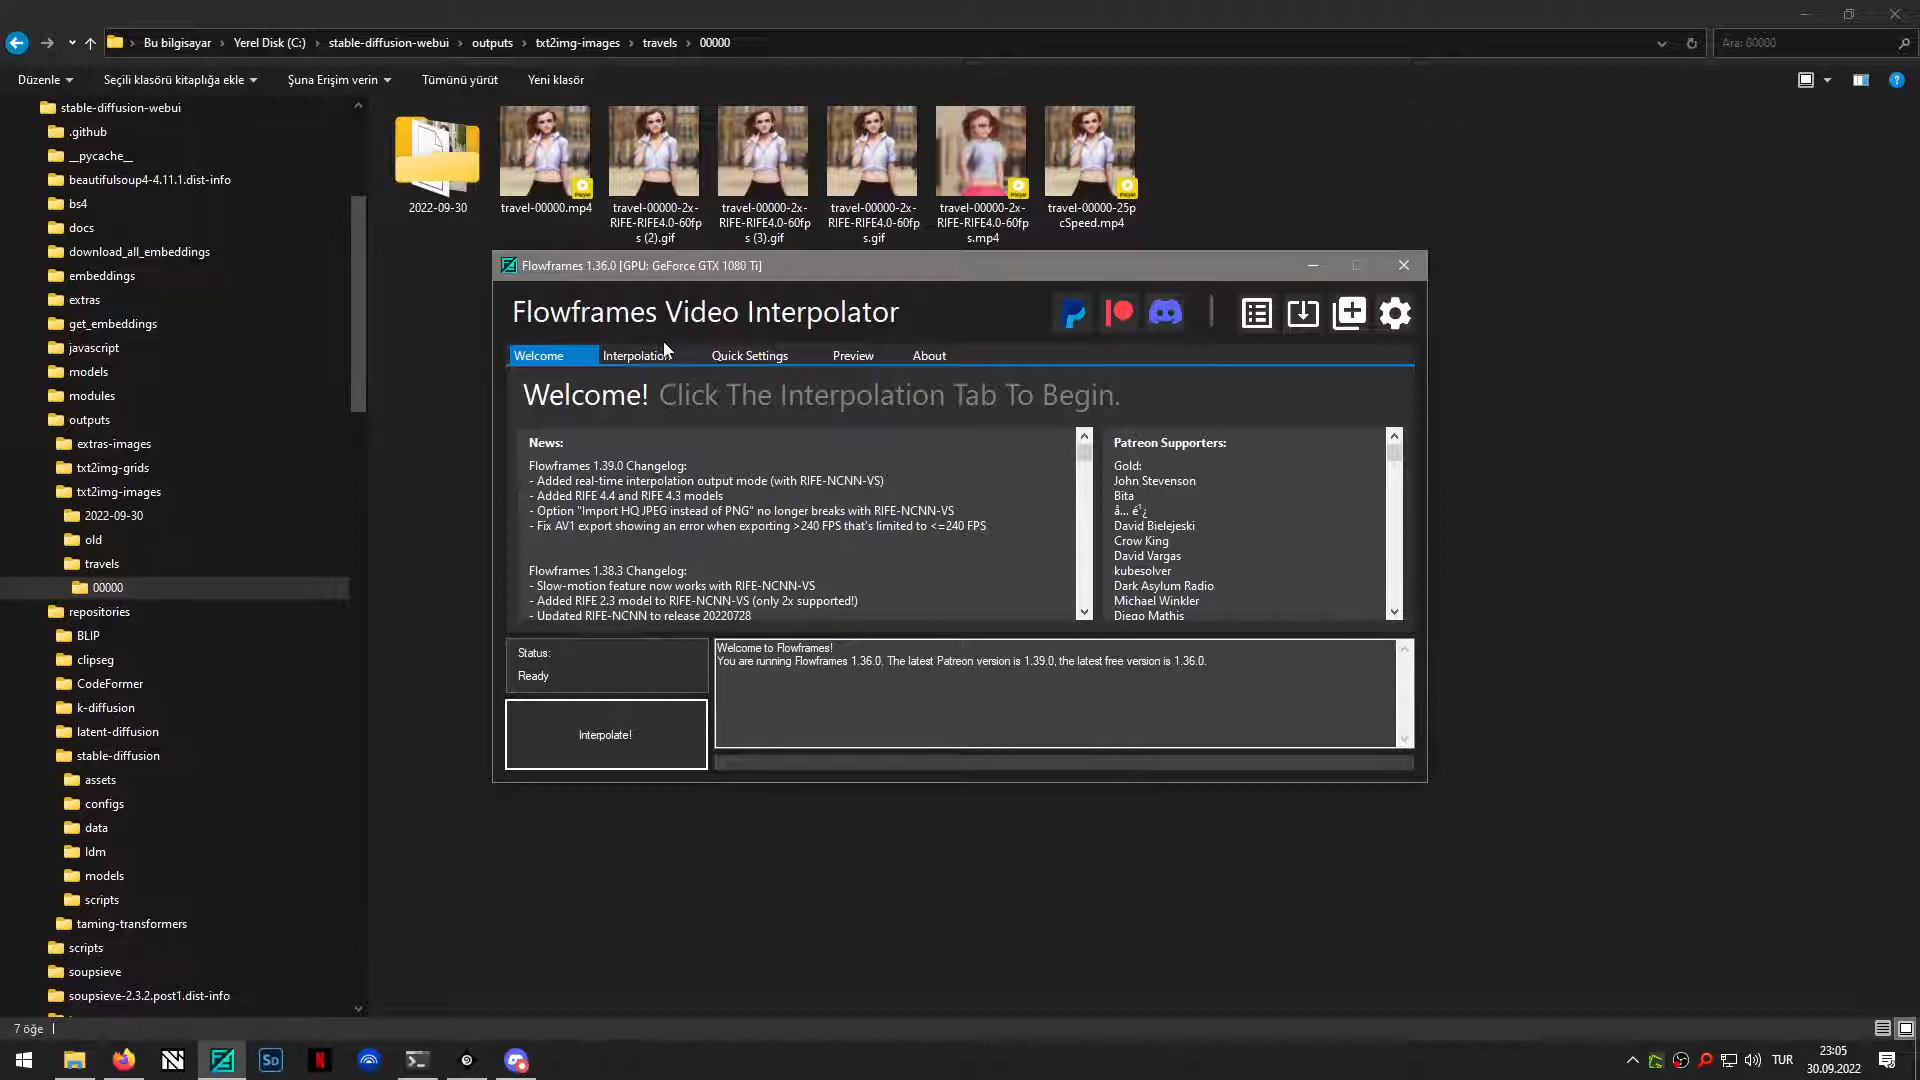 Bu bilgisayar
Yerel Disk (C:)
stable-diffusion-webui
outputs
txt2img-images
travels
00000
Ara: 00000
Düzenle
Seçili klasörü kitaplığa ekle
Şuna Erişim verin
Tümünü yürüt
Yeni klasör
stable-diffusion-webui
.github
__pycache__
beautifulsoup4-4.11.1.dist-info
bs4
docs
download_all_embeddings
embeddings
extras
get_embeddings
javascript
models
modules
outputs
extras-images
txt2img-grids
txt2img-images
2022-09-30
old
travels
00000
repositories
BLIP
clipseg
CodeFormer
k-diffusion
latent-diffusion
stable-diffusion
assets
configs
data
ldm
models
scripts
taming-transformers
scripts
soupsieve
soupsieve-2.3.2.post1.dist-info
2022-09-30
travel-00000.mp4
travel-00000-2x-
RIFE-RIFE4.0-60fp
s (2).gif
travel-00000-2x-
RIFE-RIFE4.0-60fp
s (3).gif
travel-00000-2x-
RIFE-RIFE4.0-60fp
s.gif
travel-00000-2x-
RIFE-RIFE4.0-60fp
s.mp4
travel-00000-25p
cSpeed.mp4
Flowframes 1.36.0 [GPU: GeForce GTX 1080 Ti]
Flowframes Video Interpolator
Welcome
Interpolation
Quick Settings
Preview
About
Welcome! Click The Interpolation Tab To Begin.
News:
Flowframes 1.39.0 Changelog:
- Added real-time interpolation output mode (with RIFE-NCNN-VS)
- Added RIFE 4.4 and RIFE 4.3 models
- Option "Import HQ JPEG instead of PNG" no longer breaks with RIFE-NCNN-VS
- Fix AV1 export showing an error when exporting >240 FPS that's limited to <=240 FPS
Flowframes 1.38.3 Changelog:
- Slow-motion feature now works with RIFE-NCNN-VS
- Added RIFE 2.3 model to RIFE-NCNN-VS (only 2x supported!)
- Updated RIFE-NCNN to release 20220728
Patreon Supporters:
Gold:
John Stevenson
Bita
å... é¹¿
David Bielejeski
Crow King
David Vargas
kubesolver
Dark Asylum Radio
Michael Winkler
Diego Mathis
Status:
Ready
Interpolate!
Welcome to Flowframes!
You are running Flowframes 1.36.0. The latest Patreon version is 1.39.0, the latest free version is 1.36.0.
7 öğe
Sd
N
TUR
23:05
30.09.2022